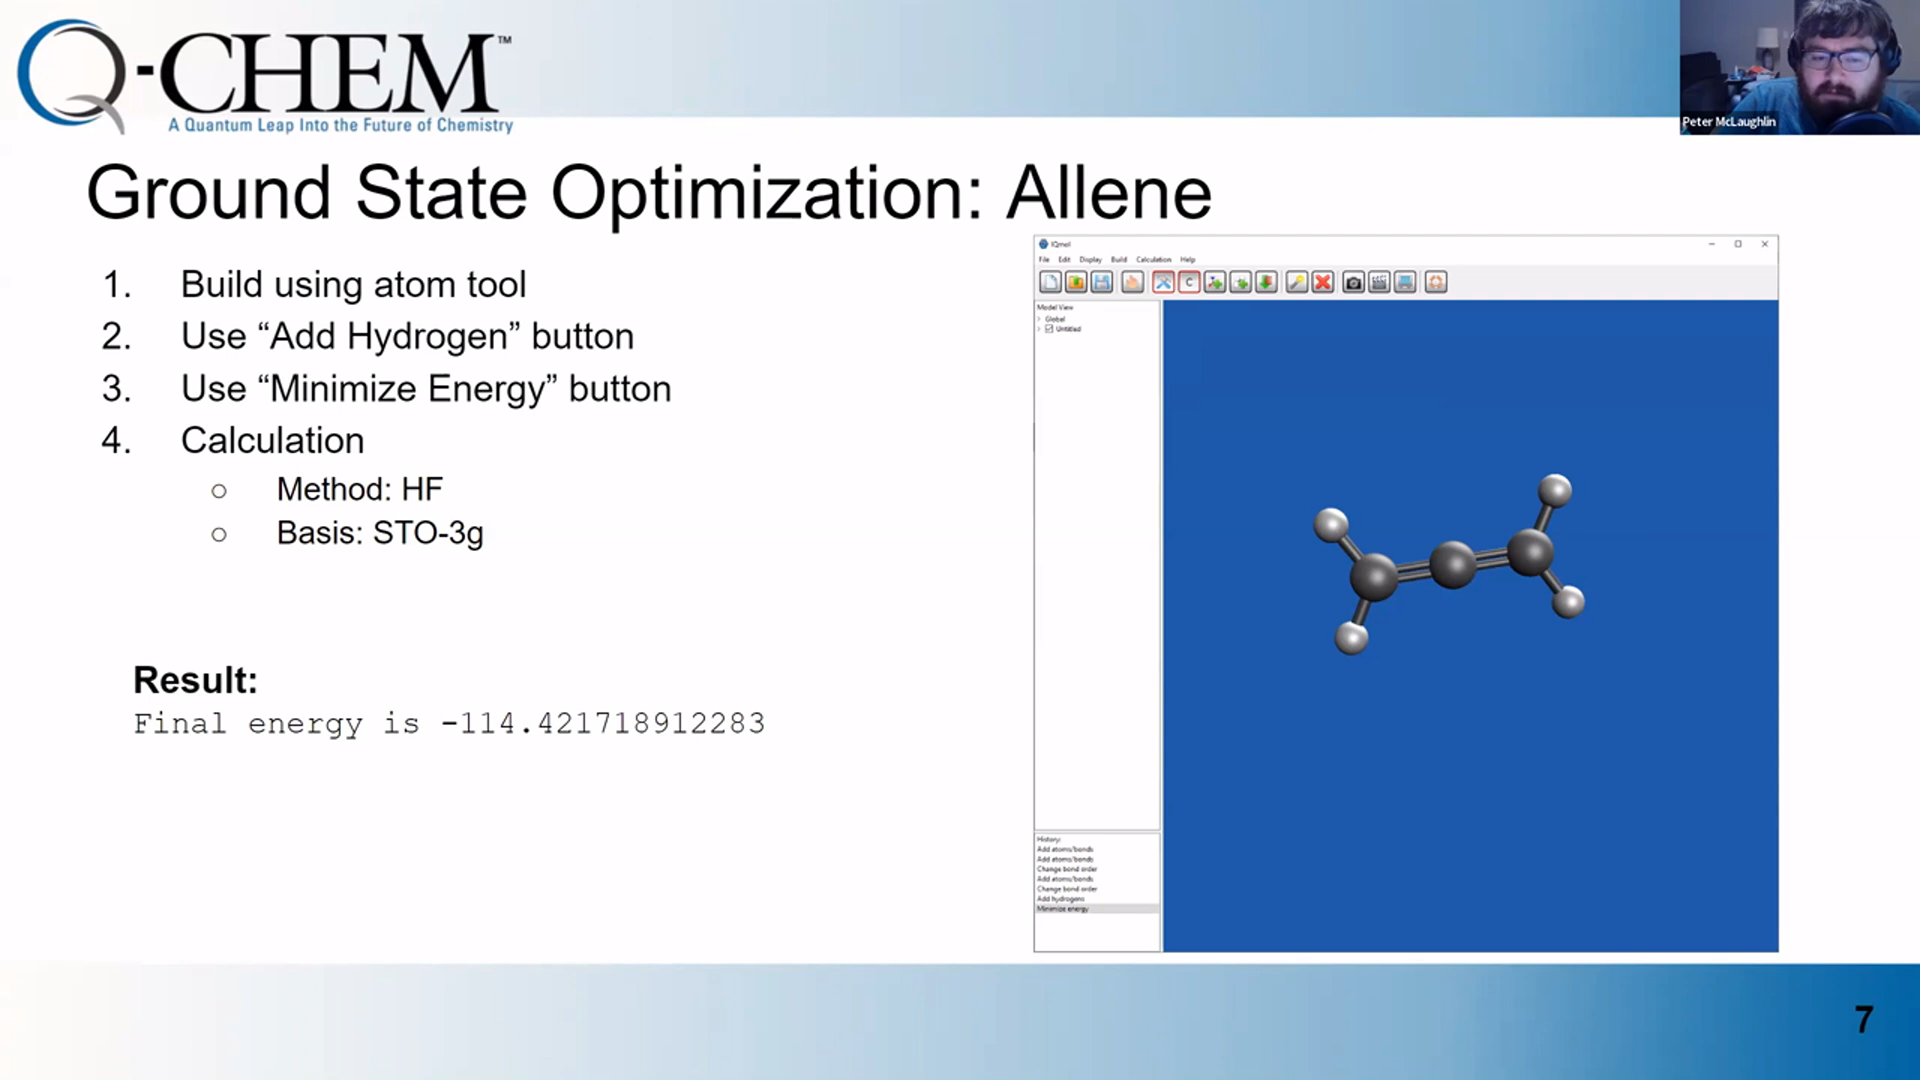 Q-CHEM™
A Quantum Leap Into the Future of Chemistry
Peter McLaughlin
Ground State Optimization: Allene
1. Build using atom tool
2. Use “Add Hydrogen” button
3. Use “Minimize Energy” button
4. Calculation
○ Method: HF
○ Basis: STO-3g
Result:
Final energy is -114.421718912283
IQmol
File Edit Display Build Calculation Help
C
Model View
Global
Untitled
History:
Add atoms/bonds
Add atoms/bonds
Change bond order
Add atoms/bonds
Change bond order
Add hydrogens
Minimize energy
7